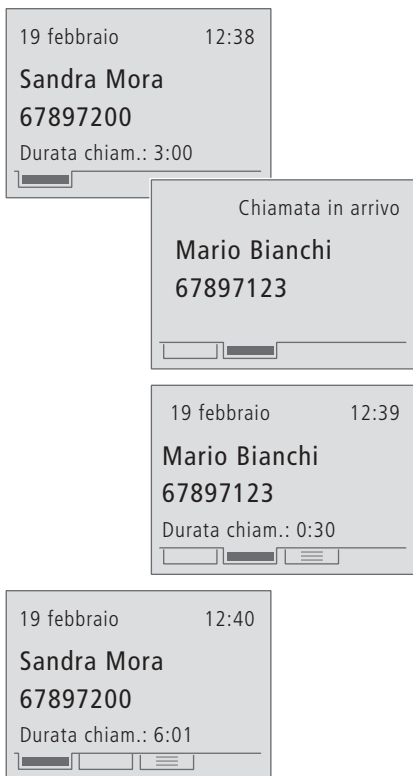 19 febbraio 12:38
Sandra Mora
67897200
Durata chiam.: 3:00
Chiamata in arrivo
Mario Bianchi
67897123
19 febbraio 12:39
Mario Bianchi
67897123
Durata chiam.: 0:30
19 febbraio 12:40
Sandra Mora
67897200
Durata chiam.: 6:01